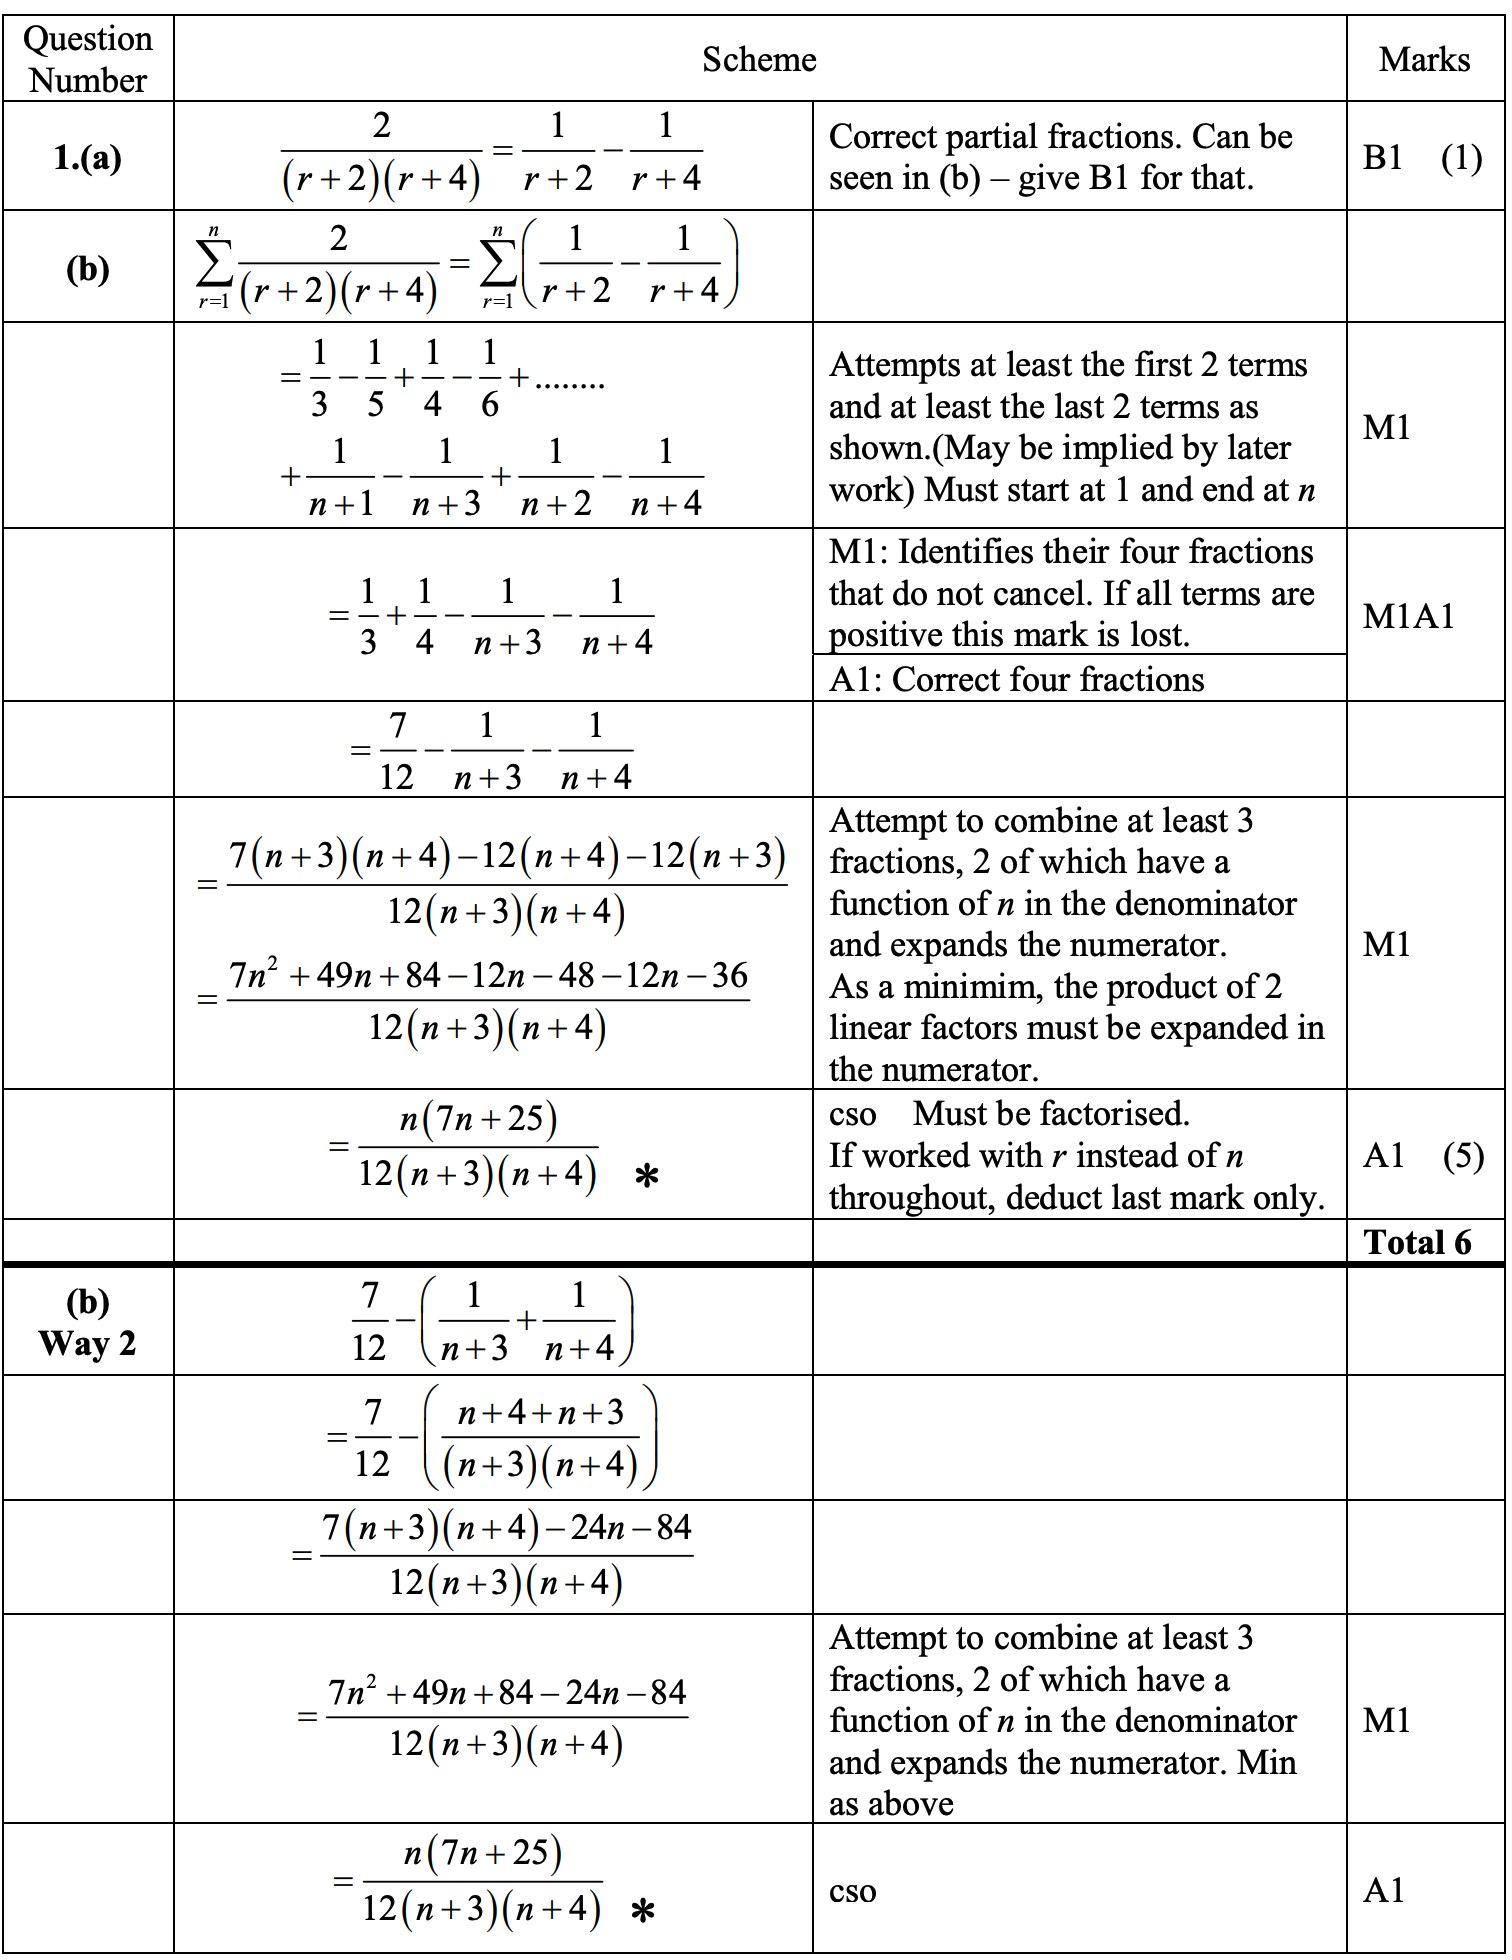 Question Number
Scheme
Marks
1.(a)
2/((r+2)(r+4)) = 1/(r+2) − 1/(r+4)
Correct partial fractions. Can be
seen in (b) – give B1 for that.
B1 (1)
(b)
∑_{r=1}^{n} 2/((r+2)(r+4)) = ∑_{r=1}^{n} (1/(r+2) − 1/(r+4))
= 1/3 − 1/5 + 1/4 − 1/6 + ........
+ 1/(n+1) − 1/(n+3) + 1/(n+2) − 1/(n+4)
Attempts at least the first 2 terms
and at least the last 2 terms as
shown.(May be implied by later
work) Must start at 1 and end at n
M1
= 1/3 + 1/4 − 1/(n+3) − 1/(n+4)
M1: Identifies their four fractions
that do not cancel. If all terms are
positive this mark is lost.
A1: Correct four fractions
M1A1
= 7/12 − 1/(n+3) − 1/(n+4)
= (7(n+3)(n+4) − 12(n+4) − 12(n+3))/(12(n+3)(n+4))
= (7n² + 49n + 84 − 12n − 48 − 12n − 36)/(12(n+3)(n+4))
Attempt to combine at least 3
fractions, 2 of which have a
function of n in the denominator
and expands the numerator.
As a minimim, the product of 2
linear factors must be expanded in
the numerator.
M1
= n(7n+25)/(12(n+3)(n+4)) *
cso Must be factorised.
If worked with r instead of n
throughout, deduct last mark only.
A1 (5)
Total 6
(b)
Way 2
7/12 − (1/(n+3) + 1/(n+4))
= 7/12 − ((n+4+n+3)/((n+3)(n+4)))
= (7(n+3)(n+4) − 24n − 84)/(12(n+3)(n+4))
= (7n² + 49n + 84 − 24n − 84)/(12(n+3)(n+4))
Attempt to combine at least 3
fractions, 2 of which have a
function of n in the denominator
and expands the numerator. Min
as above
M1
= n(7n+25)/(12(n+3)(n+4)) *
cso
A1